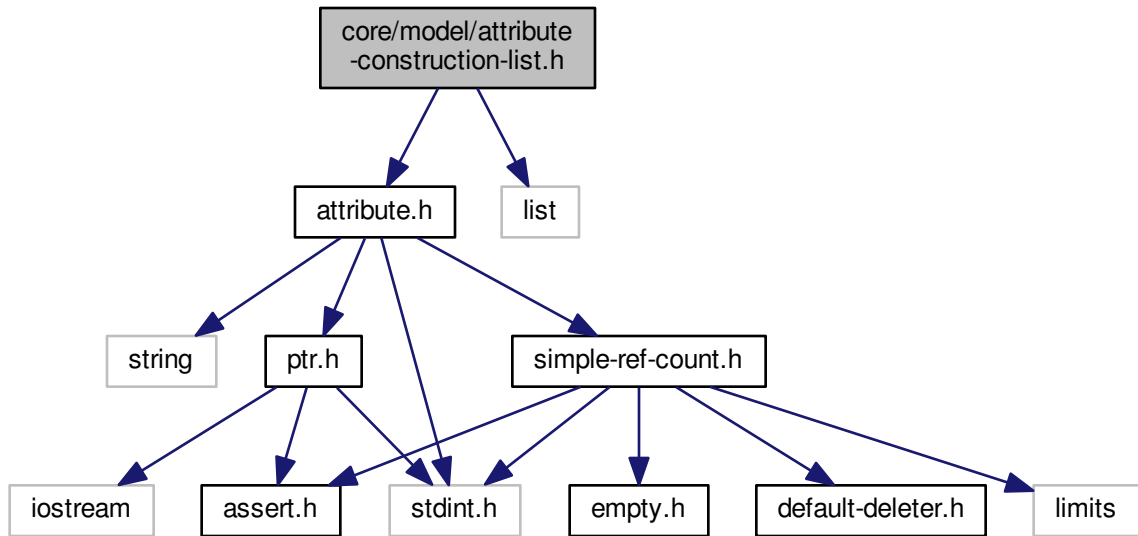 core/model/attribute
-construction-list.h
attribute.h
list
string
ptr.h
simple-ref-count.h
iostream
assert.h
stdint.h
empty.h
default-deleter.h
limits